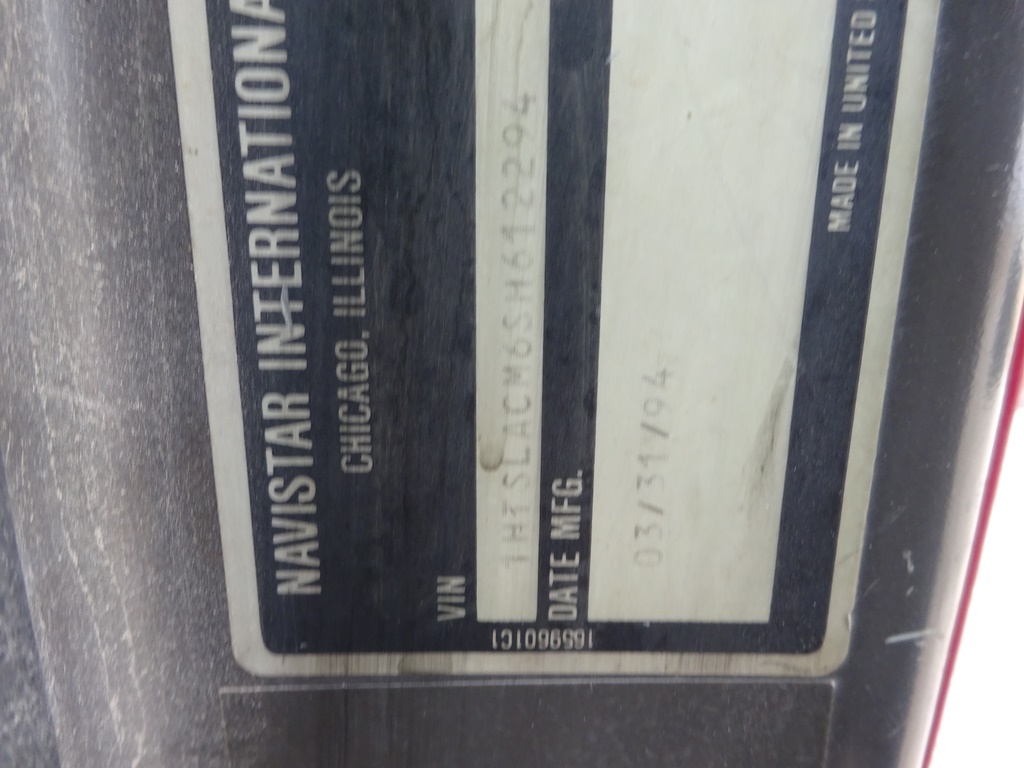 NAVISTAR INTERNATIONA
CHICAGO, ILLINOIS
VIN
1HTSLACM6SH612294
DATE MFG.
03/31/94
MADE IN UNITED
1659601C1